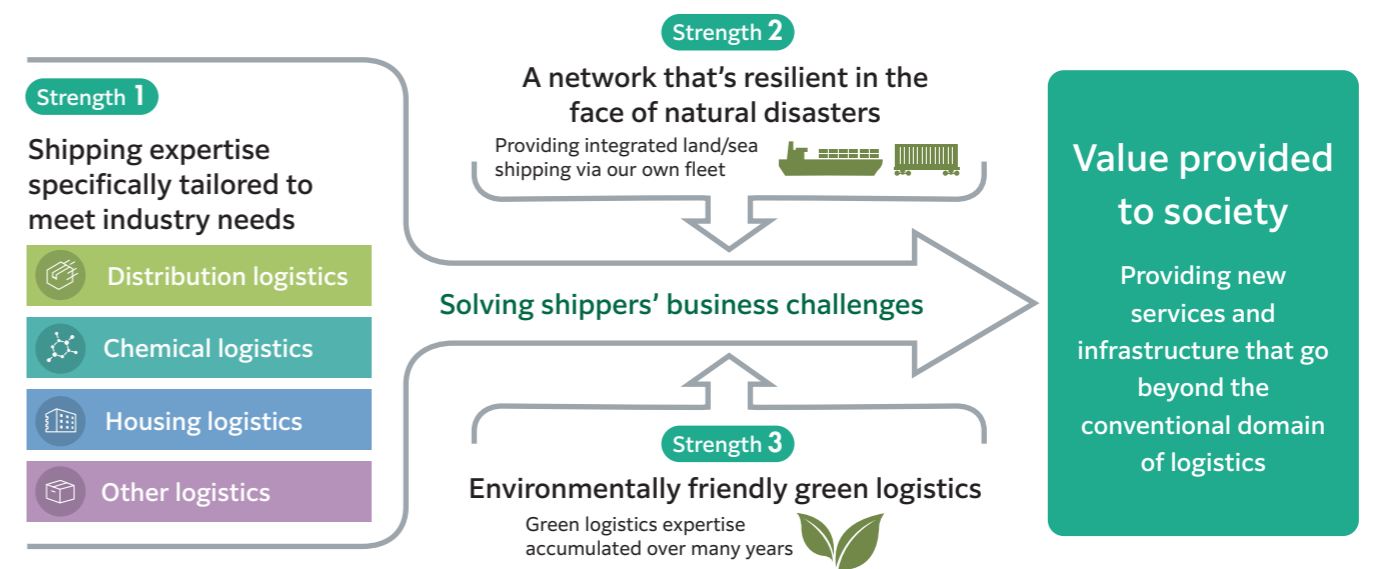 Strength 1
Shipping expertise
specifically tailored to
meet industry needs
Distribution logistics
Chemical logistics
Housing logistics
Other logistics
Strength 2
A network that's resilient in the
face of natural disasters
Providing integrated land/sea
shipping via our own fleet
Solving shippers' business challenges
Strength 3
Environmentally friendly green logistics
Green logistics expertise
accumulated over many years
Value provided
to society
Providing new
services and
infrastructure that go
beyond the
conventional domain
of logistics